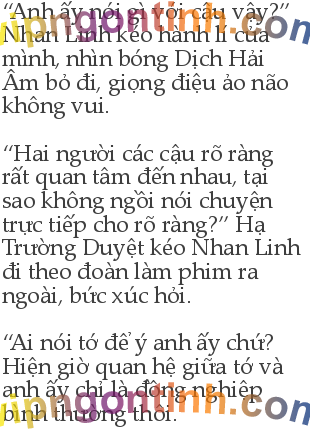 “Anh ấy nói gì với cậu vậy?”
Nhan Linh kéo hành lí của
mình, nhìn bóng Dịch Hải
Âm bỏ đi, giọng điệu ảo não
không vui.
“Hai người các cậu rõ ràng
rất quan tâm đến nhau, tại
sao không ngồi nói chuyện
trực tiếp cho rõ ràng?” Hạ
Trường Duyệt kéo Nhan Linh
đi theo đoàn làm phim ra
ngoài, bức xúc hỏi.
“Ai nói tớ để ý anh ấy chứ?
Hiện giờ quan hệ giữa tớ và
anh ấy chỉ là đồng nghiệp
bình thường thôi.